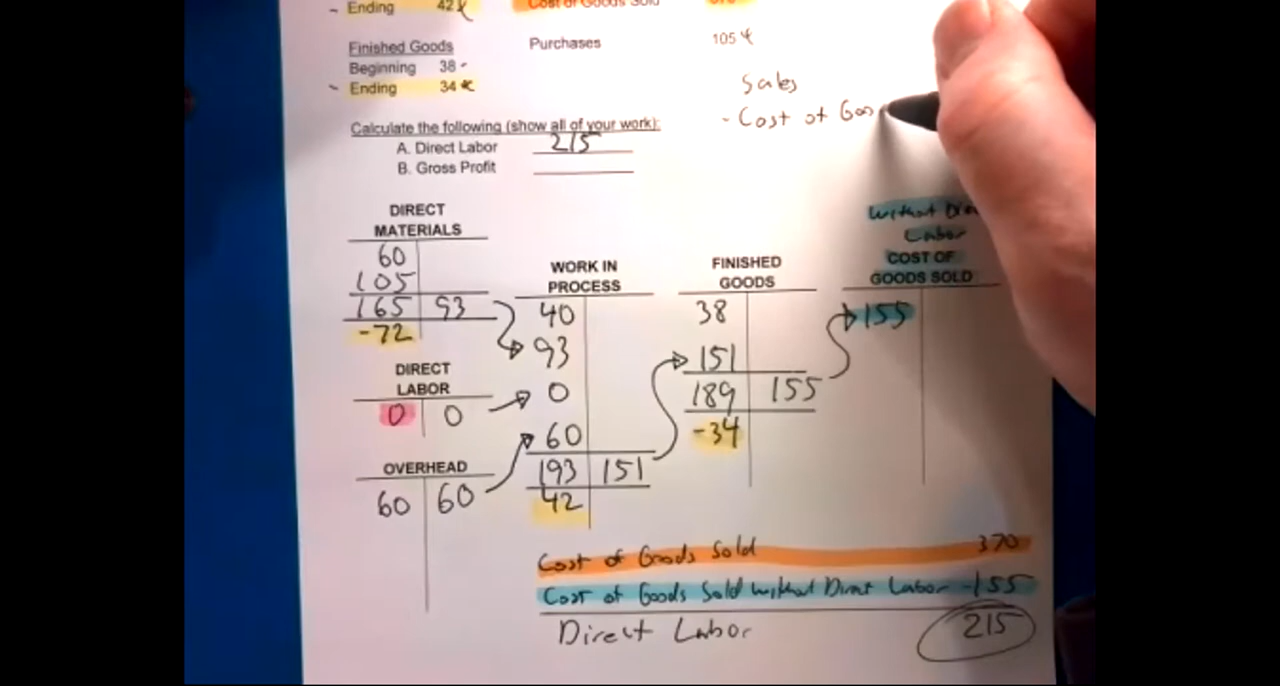 Ending 42
Cost of Goods Sold
Finished Goods
Purchases
105
Beginning 38
Ending 34
Sales
- Cost of Goo
Calculate the following (show all of your work):
A. Direct Labor 215
B. Gross Profit
DIRECT
MATERIALS
60
105
165 93
-72
DIRECT
LABOR
0 0
OVERHEAD
60 60
WORK IN
PROCESS
40
93
0
60
193 151
42
FINISHED
GOODS
38
151
189 155
-34
Without
Labor
COST OF
GOODS SOLD
155
Cost of Goods Sold 370
Cost of Goods Sold without Direct Labor -155
Direct Labor 215